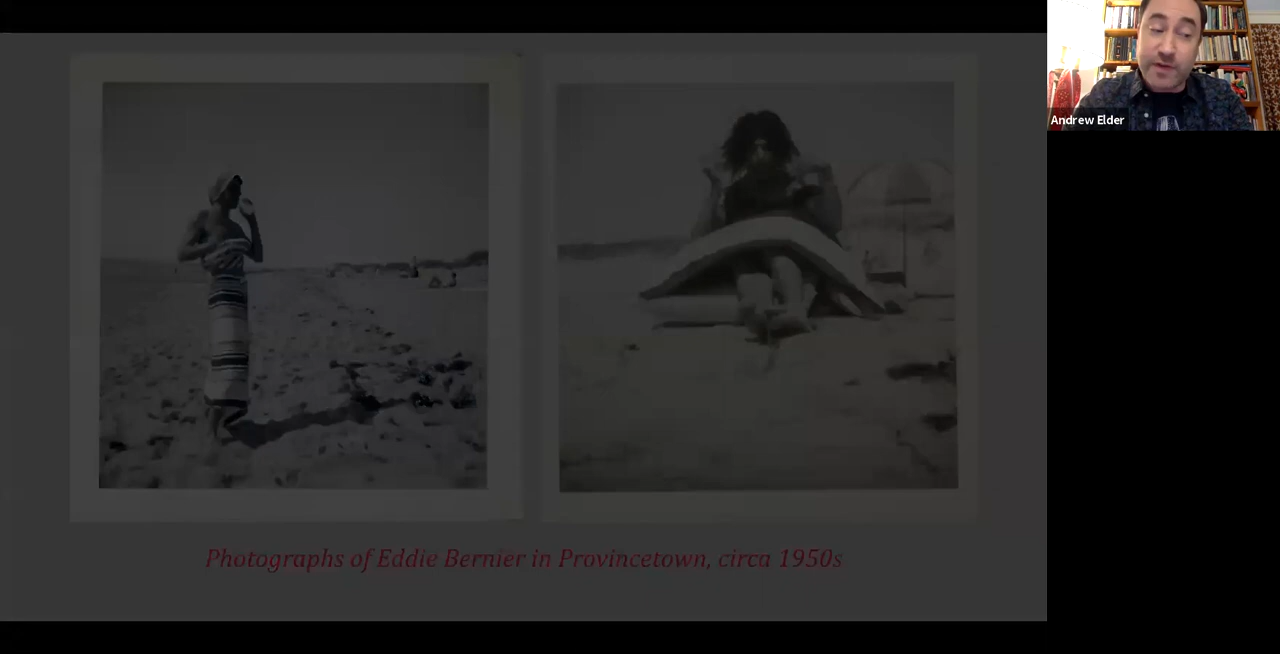 Andrew Elder
Photographs of Eddie Bernier in Provincetown, circa 1950s